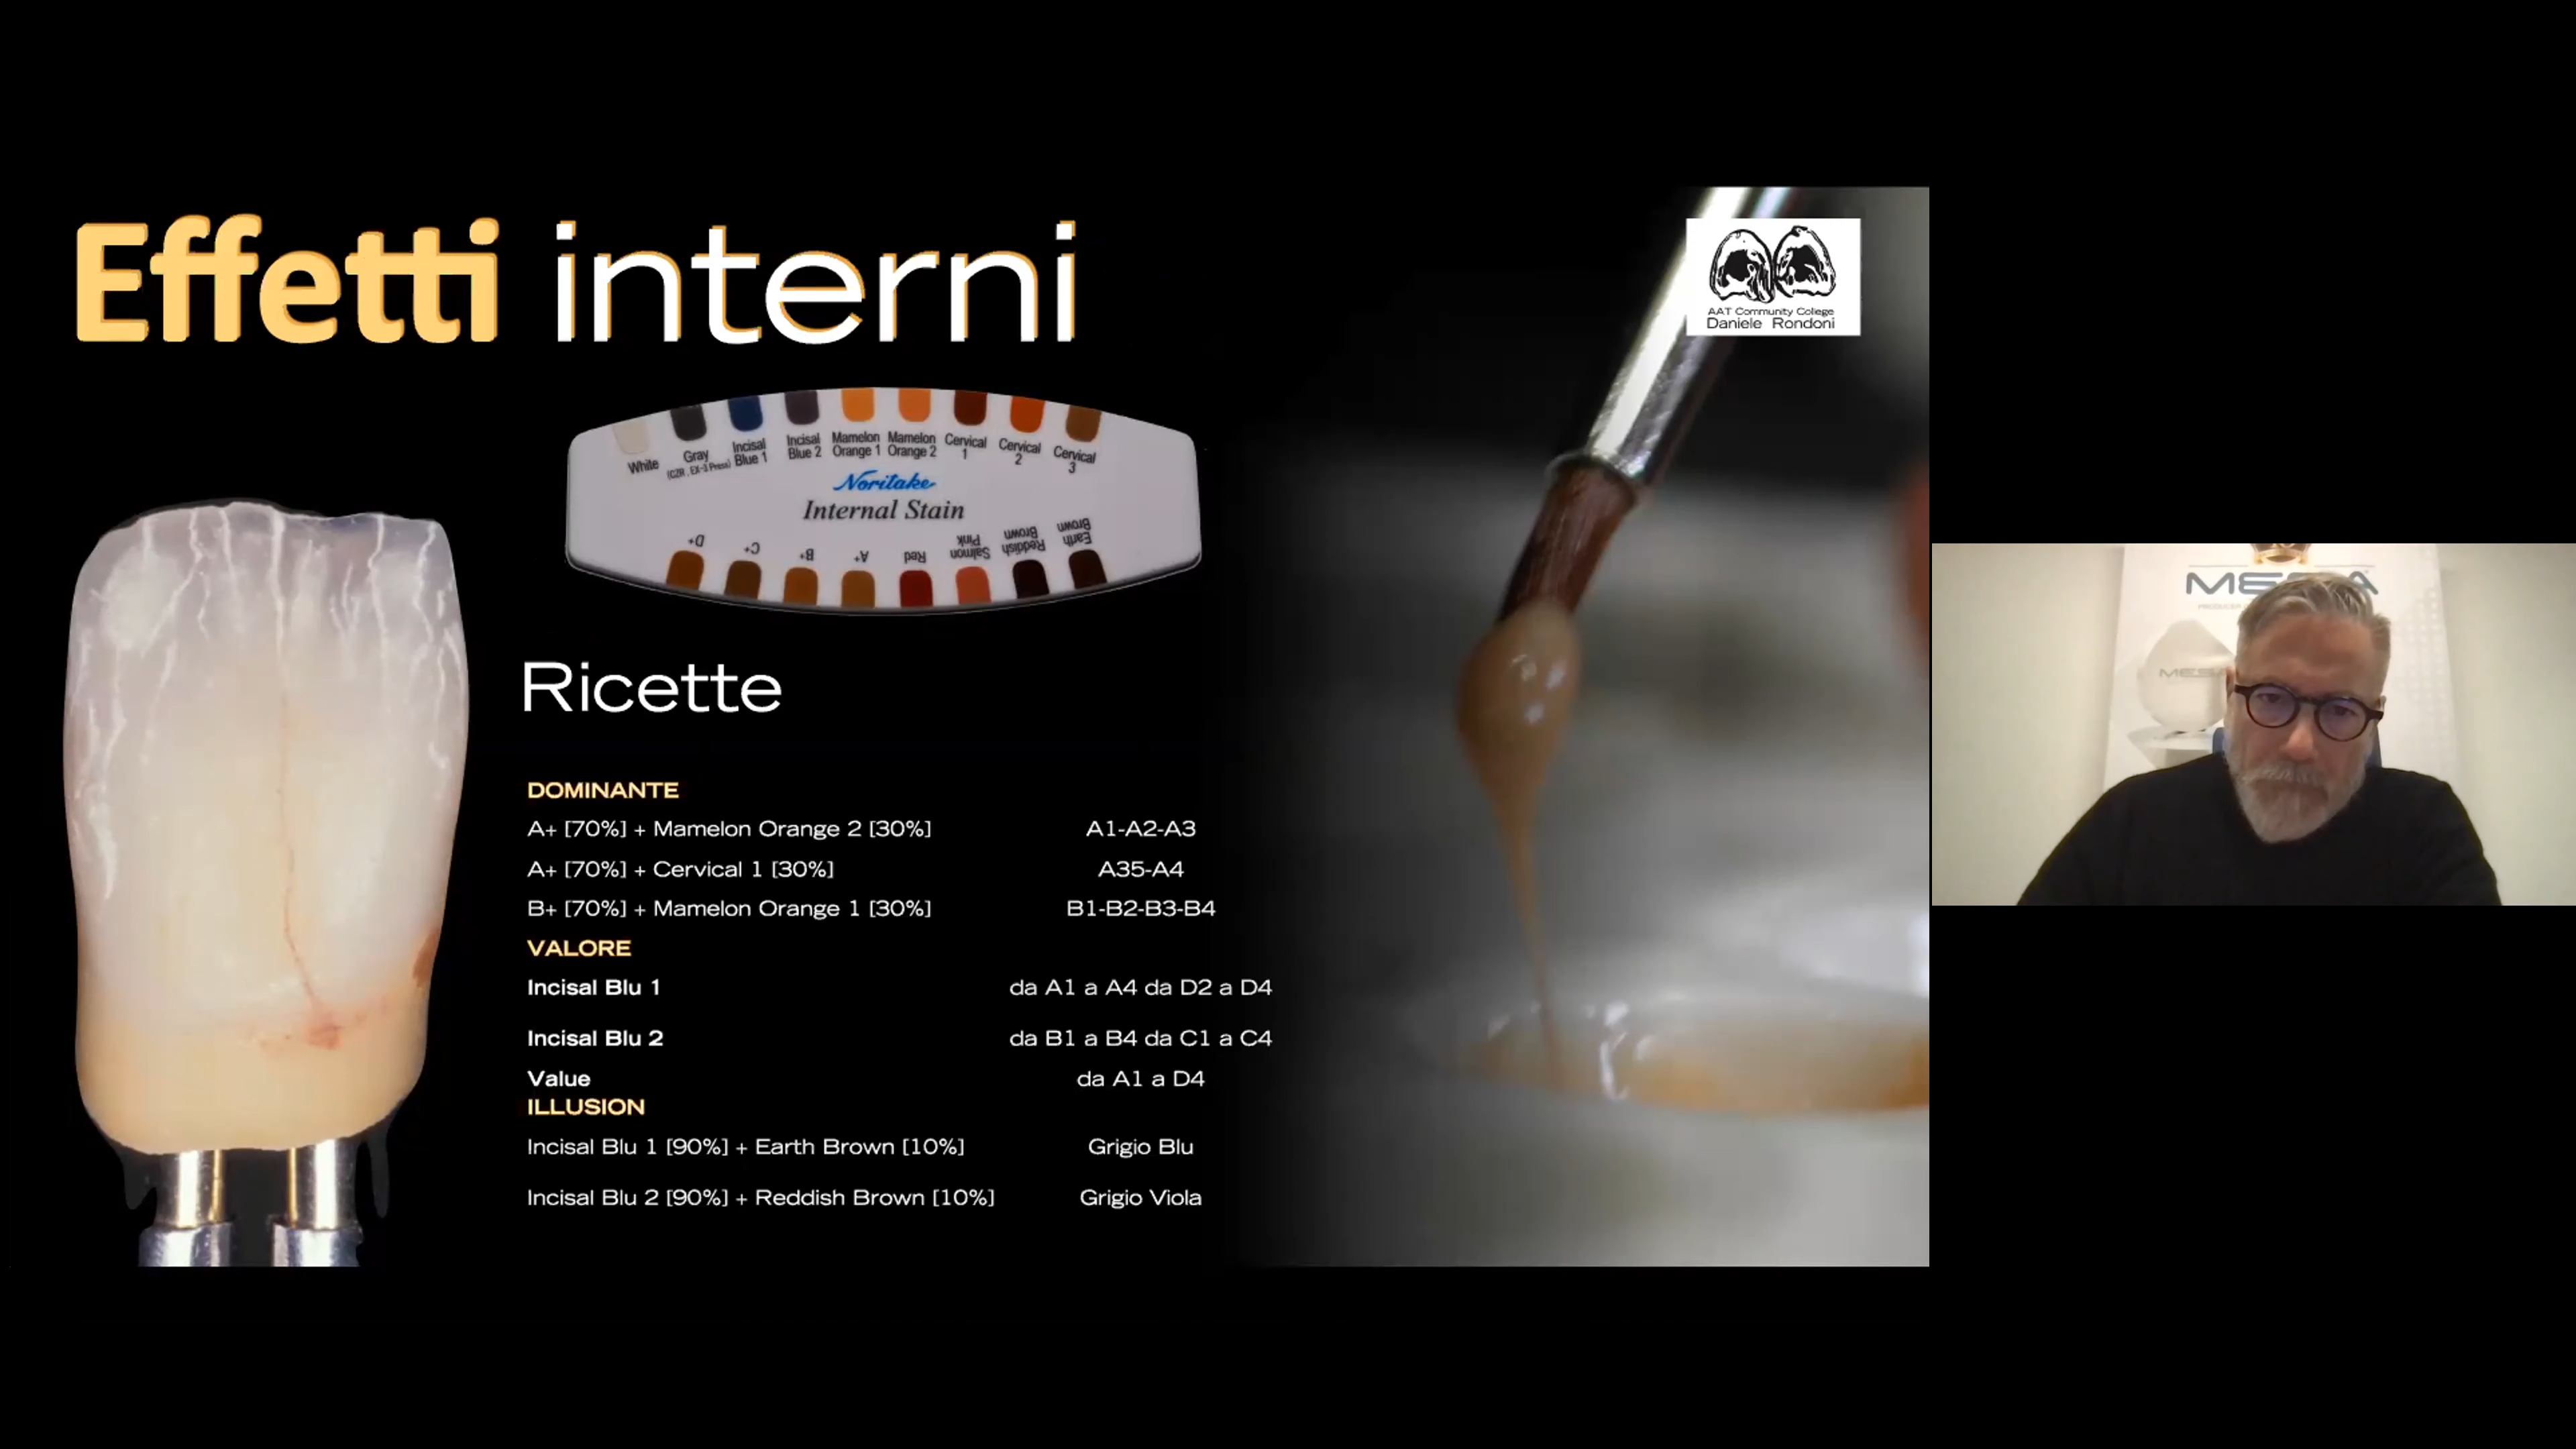 Effetti interni
AAT Community College
Daniele Rondoni
White
Gray
(CZR, EX-3 Press)
Incisal
Blue 1
Incisal
Blue 2
Mamelon
Orange 1
Mamelon
Orange 2
Cervical
1
Cervical
2
Cervical
3
Noritake
Internal Stain
D+
C+
B+
A+
Red
Salmon
Pink
Reddish
Brown
Earth
Brown
Ricette
DOMINANTE
A+ [70%] + Mamelon Orange 2 [30%] A1-A2-A3
A+ [70%] + Cervical 1 [30%] A35-A4
B+ [70%] + Mamelon Orange 1 [30%] B1-B2-B3-B4
VALORE
Incisal Blu 1 da A1 a A4 da D2 a D4
Incisal Blu 2 da B1 a B4 da C1 a C4
Value da A1 a D4
ILLUSION
Incisal Blu 1 [90%] + Earth Brown [10%] Grigio Blu
Incisal Blu 2 [90%] + Reddish Brown [10%] Grigio Viola